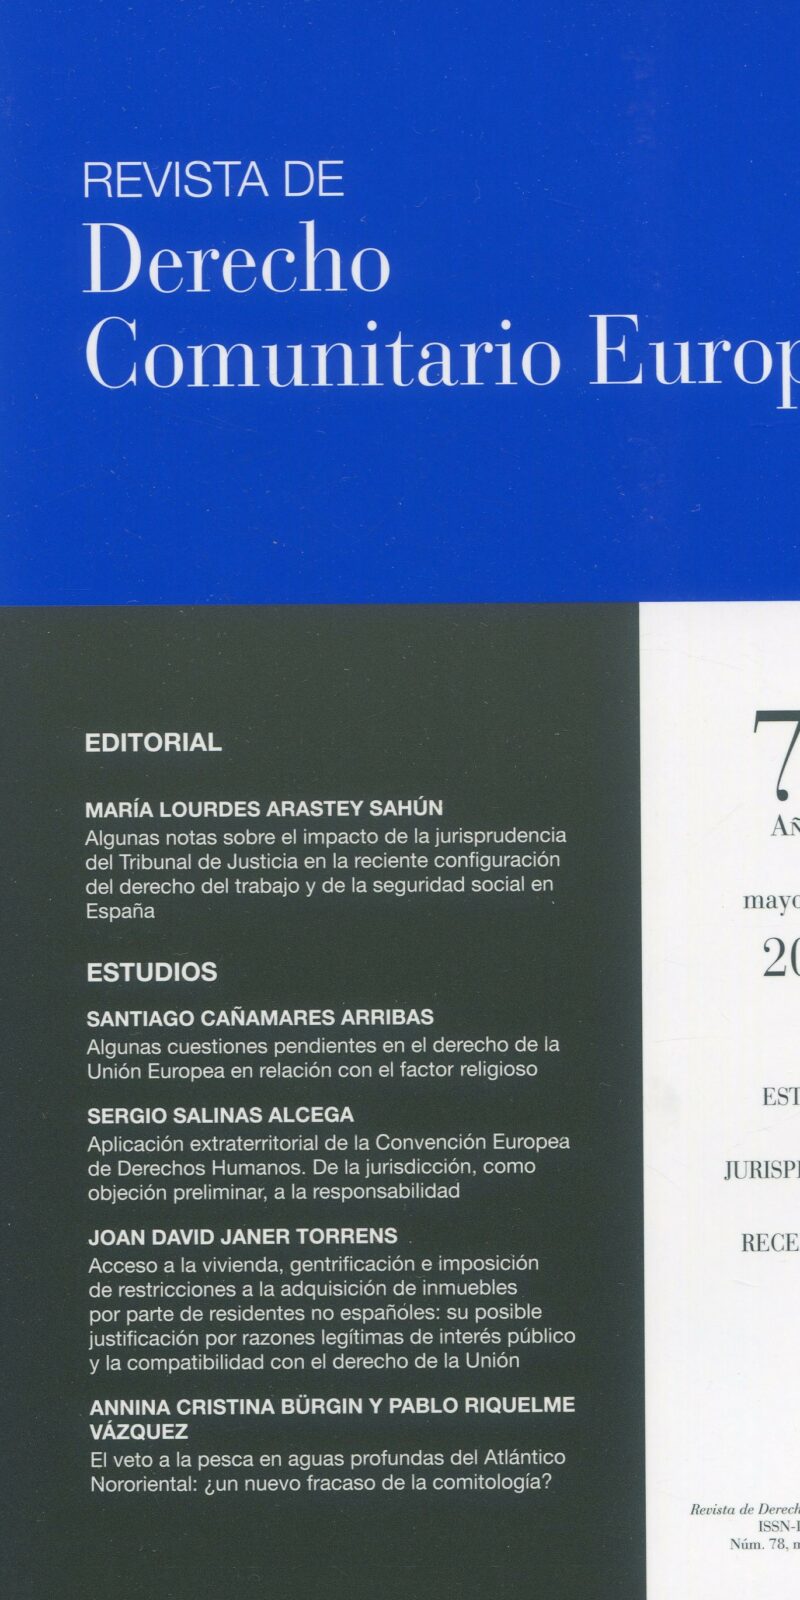 REVISTA DE
Derecho
Comunitario Europ
EDITORIAL
MARÍA LOURDES ARASTEY SAHÚN
Algunas notas sobre el impacto de la jurisprudencia
del Tribunal de Justicia en la reciente configuración
del derecho del trabajo y de la seguridad social en
España
ESTUDIOS
SANTIAGO CAÑAMARES ARRIBAS
Algunas cuestiones pendientes en el derecho de la
Unión Europea en relación con el factor religioso
SERGIO SALINAS ALCEGA
Aplicación extraterritorial de la Convención Europea
de Derechos Humanos. De la jurisdicción, como
objeción preliminar, a la responsabilidad
JOAN DAVID JANER TORRENS
Acceso a la vivienda, gentrificación e imposición
de restricciones a la adquisición de inmuebles
por parte de residentes no españoles: su posible
justificación por razones legítimas de interés público
y la compatibilidad con el derecho de la Unión
ANNINA CRISTINA BÜRGIN Y PABLO RIQUELME
VÁZQUEZ
El veto a la pesca en aguas profundas del Atlántico
Nororiental: ¿un nuevo fracaso de la comitología?
7
Añ
mayo
20
EST
JURISPR
RECE
Revista de Derech
ISSN-L
Núm. 78, m